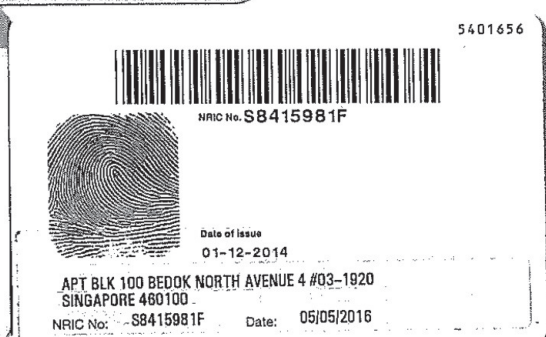 5401656
NRIC No. S8415981F
Date of Issue
01-12-2014
APT BLK 100 BEDOK NORTH AVENUE 4 #03-1920
SINGAPORE 460100
NRIC No: S8415981F Date: 05/05/2016